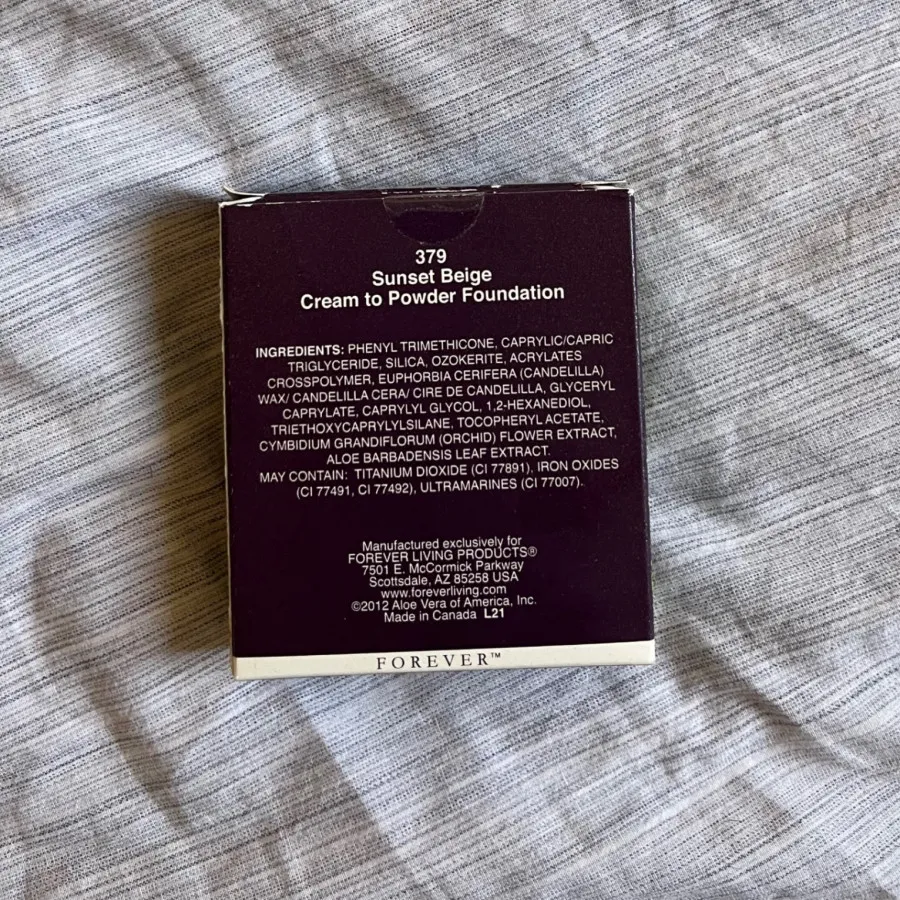 379
Sunset Beige
Cream to Powder Foundation
INGREDIENTS: PHENYL TRIMETHICONE, CAPRYLIC/CAPRIC
TRIGLYCERIDE, SILICA, OZOKERITE, ACRYLATES
CROSSPOLYMER, EUPHORBIA CERIFERA (CANDELILLA)
WAX/ CANDELILLA CERA/ CIRE DE CANDELILLA, GLYCERYL
CAPRYLATE, CAPRYLYL GLYCOL, 1,2-HEXANEDIOL,
TRIETHOXYCAPRYLYLSILANE, TOCOPHERYL ACETATE,
CYMBIDIUM GRANDIFLORUM (ORCHID) FLOWER EXTRACT,
ALOE BARBADENSIS LEAF EXTRACT.
MAY CONTAIN: TITANIUM DIOXIDE (CI 77891), IRON OXIDES
(CI 77491, CI 77492), ULTRAMARINES (CI 77007).
Manufactured exclusively for
FOREVER LIVING PRODUCTS®
7501 E. McCormick Parkway
Scottsdale, AZ 85258 USA
www.foreverliving.com
©2012 Aloe Vera of America, Inc.
Made in Canada L21
FOREVER™